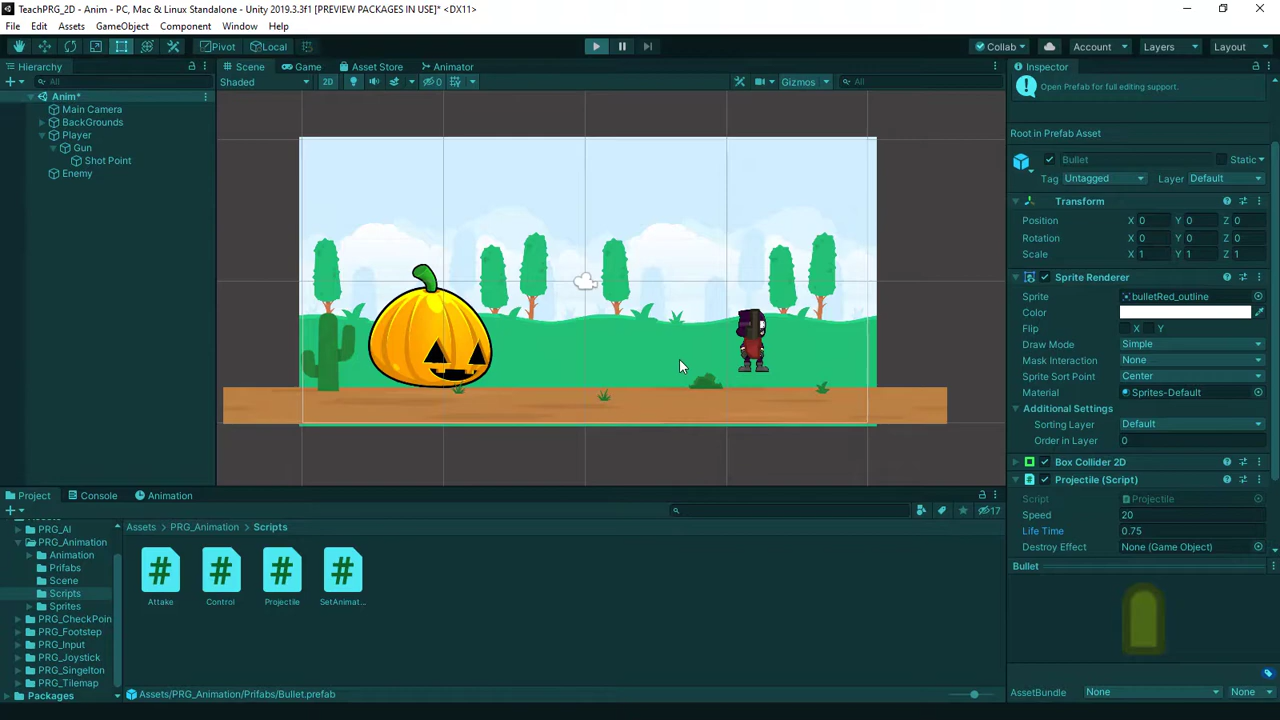 TeachPRG_2D - Anim - PC, Mac & Linux Standalone - Unity 2019.3.3f1 [PREVIEW PACKAGES IN USE]* <DX11>
File Edit Assets GameObject Component Window Help
Pivot Local Collab Account Layers Layout
Hierarchy
All
Anim*
Main Camera
BackGrounds
Player
Gun
Shot Point
Enemy
Scene Game Asset Store Animator
Shaded 2D 0 Gizmos All
Inspector
Open Prefab for full editing support.
Root in Prefab Asset
Bullet Static
Tag Untagged Layer Default
Transform
Position X 0 Y 0 Z 0
Rotation X 0 Y 0 Z 0
Scale X 1 Y 1 Z 1
Sprite Renderer
Sprite bulletRed_outline
Color
Flip X Y
Draw Mode Simple
Mask Interaction None
Sprite Sort Point Center
Material Sprites-Default
Additional Settings
Sorting Layer Default
Order in Layer 0
Box Collider 2D
Projectile (Script)
Script Projectile
Speed 20
Life Time 0.75
Destroy Effect None (Game Object)
Bullet
AssetBundle None None
Project Console Animation
17
PRG_AI
PRG_Animation
Animation
Prifabs
Scene
Scripts
Sprites
PRG_CheckPoin
PRG_Footstep
PRG_Input
PRG_Joystick
PRG_Singelton
PRG_Tilemap
Packages
Assets PRG_Animation Scripts
Attake Control Projectile SetAnimat...
Assets/PRG_Animation/Prifabs/Bullet.prefab